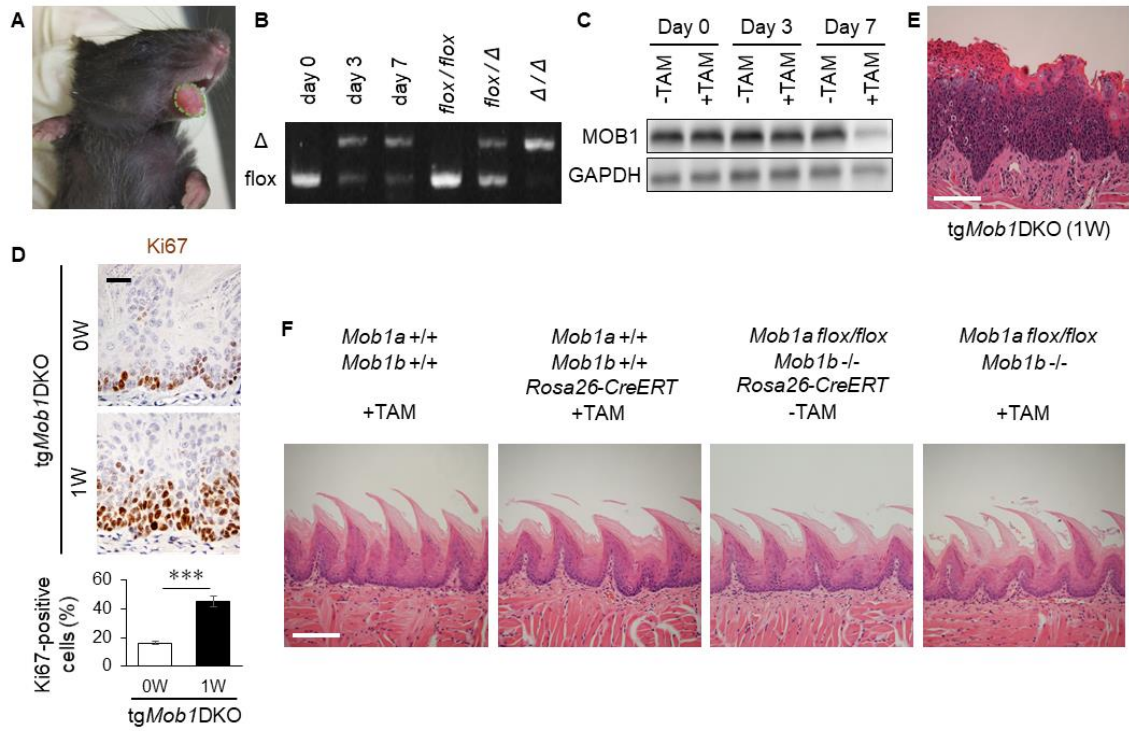 A
B
day 0
day 3
day 7
flox / flox
flox / Δ
Δ / Δ
Δ
flox
C
Day 0 Day 3 Day 7
-TAM +TAM -TAM +TAM -TAM +TAM
MOB1
GAPDH
E
tgMob1DKO (1W)
D
Ki67
tgMob1DKO
0W
1W
Ki67-positive
cells (%)
60
40
20
0
***
0W 1W
tgMob1DKO
F
Mob1a +/+
Mob1b +/+
+TAM
Mob1a +/+
Mob1b +/+
Rosa26-CreERT
+TAM
Mob1a flox/flox
Mob1b -/-
Rosa26-CreERT
-TAM
Mob1a flox/flox
Mob1b -/-
+TAM